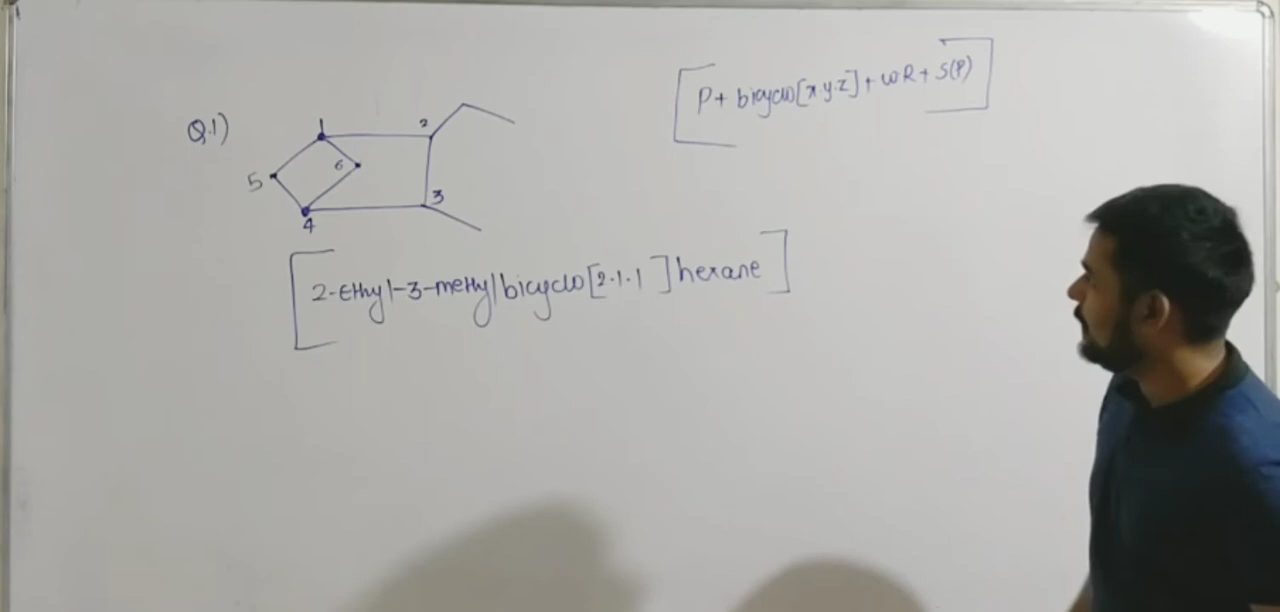 P+ bicyclo[x y.z]+ WR + S(P)
Q.1)
1
2
6
5
3
4
2-Ethyl-3-methylbicyclo[2.1.1]hexane